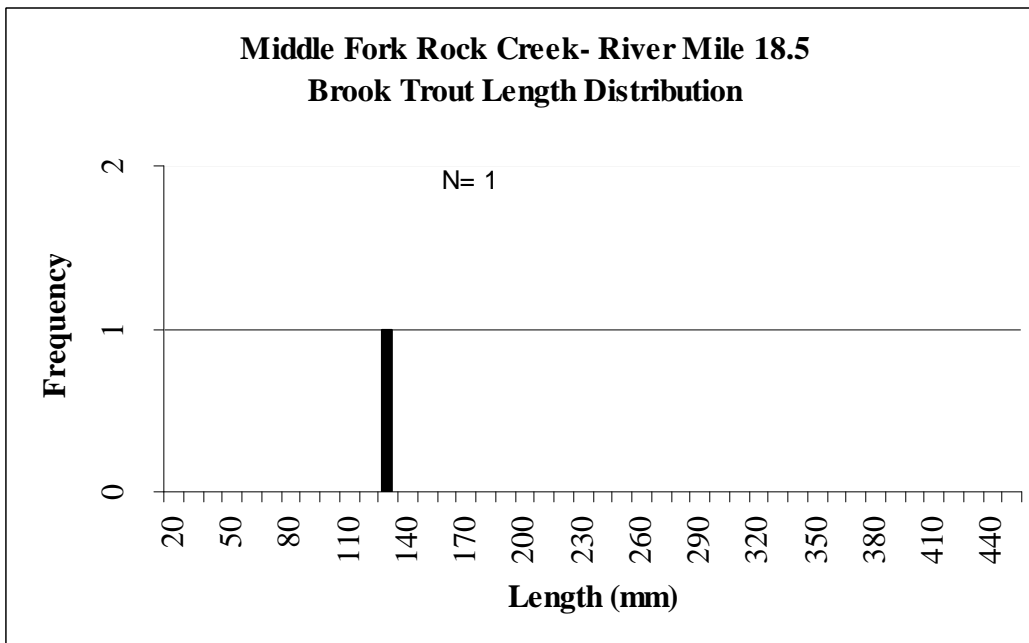 Middle Fork Rock Creek- River Mile 18.5
Brook Trout Length Distribution
N= 1
Frequency
2
1
0
20 50 80 110 140 170 200 230 260 290 320 350 380 410 440
Length (mm)